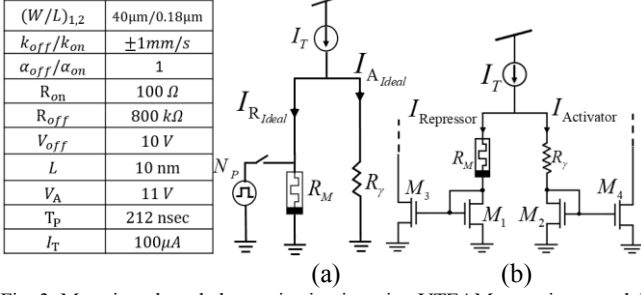 (W/L)1,2 40μm/0.18μm
koff/kon ±1mm/s
αoff/αon 1
Ron 100 Ω
Roff 800 kΩ
Voff 10 V
L 10 nm
VA 11 V
TP 212 nsec
IT 100μA
IT
IRIdeal
IAIdeal
NP
RM
Rγ
(a)
IT
IRepressor
IActivator
RM
Rγ
M3
M1
M2
M4
(b)